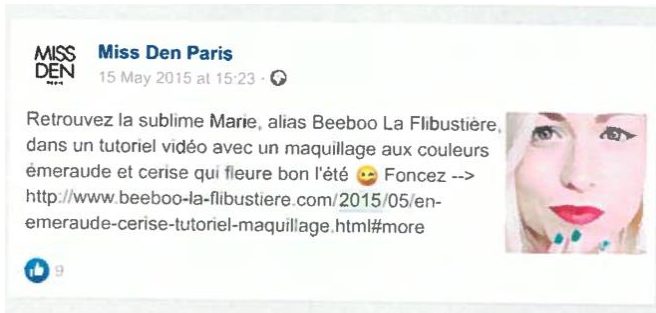 MISS
DEN
Miss Den Paris
15 May 2015 at 15:23 ·
Retrouvez la sublime Marie, alias Beeboo La Flibustière,
dans un tutoriel vidéo avec un maquillage aux couleurs
émeraude et cerise qui fleure bon l'été 😋 Foncez -->
http://www.beeboo-la-flibustiere.com/2015/05/en-
emeraude-cerise-tutoriel-maquillage.html#more
9